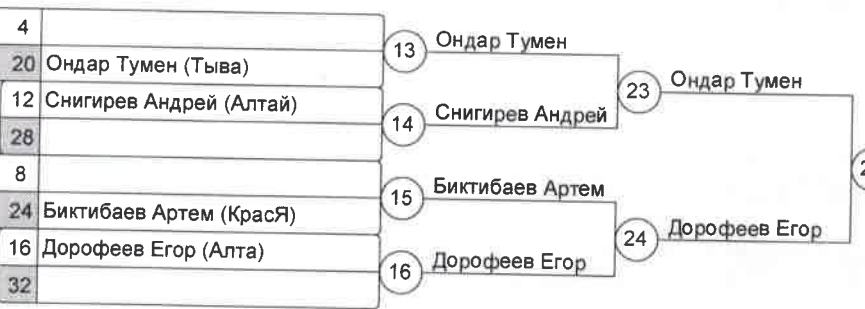 4
20 Ондар Тумен (Тыва)
13 Ондар Тумен
12 Снигирев Андрей (Алтай)
28
14 Снигирев Андрей
23 Ондар Тумен
8
24 Биктибаев Артем (КрасЯ)
15 Биктибаев Артем
16 Дорофеев Егор (Алта)
32
16 Дорофеев Егор
24 Дорофеев Егор